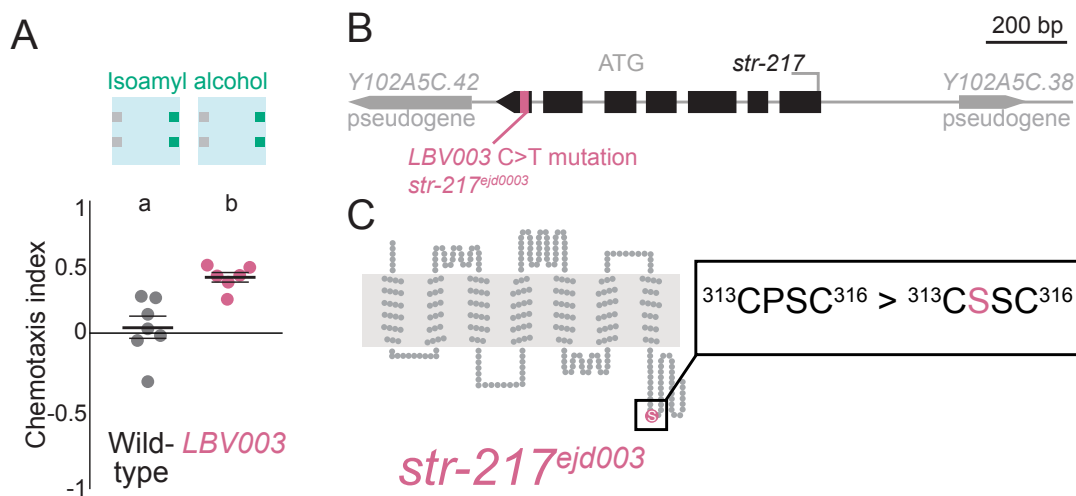 A
Isoamyl alcohol
a
b
Chemotaxis index
1
0.5
0
-0.5
-1
Wild-
type
LBV003
B
200 bp
Y102A5C.42
ATG
str-217
Y102A5C.38
pseudogene
pseudogene
LBV003 C>T mutation
str-217ejd0003
C
313CPSC316 > 313CSSC316
S
str-217ejd003